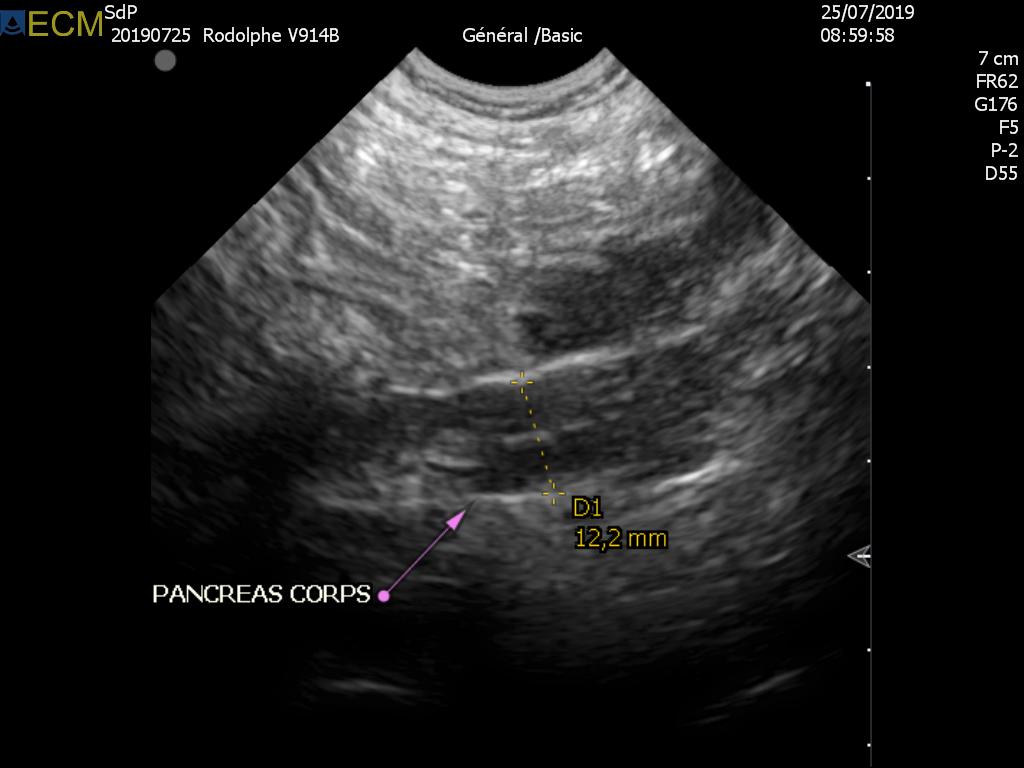 ECM
SdP
20190725 Rodolphe V914B
Général /Basic
25/07/2019
08:59:58
7 cm
FR62
G176
F5
P-2
D55
D1
12,2 mm
PANCREAS CORPS